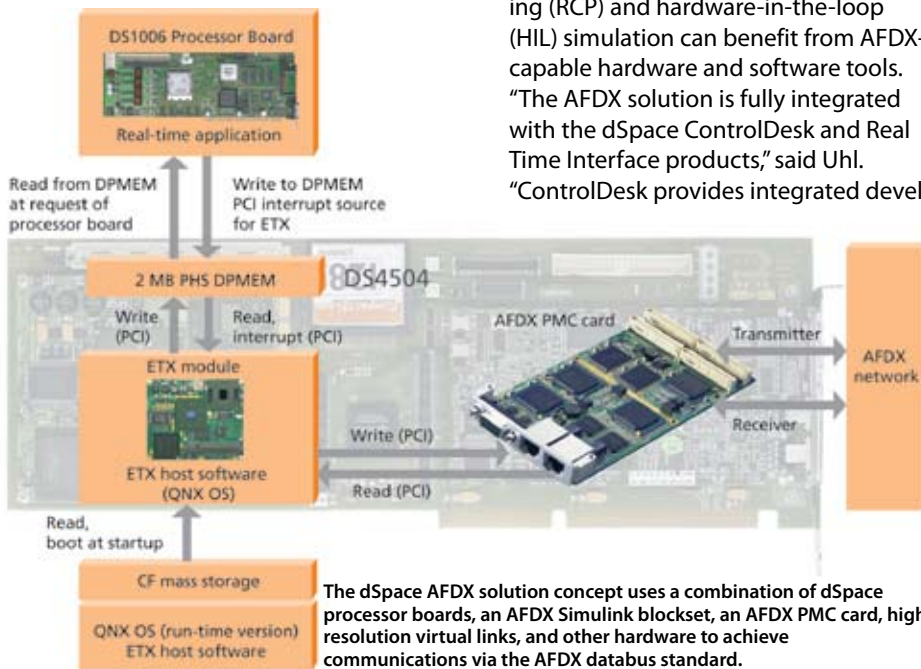 ing (RCP) and hardware-in-the-loop
(HIL) simulation can benefit from AFDX-
capable hardware and software tools.
“The AFDX solution is fully integrated
with the dSpace ControlDesk and Real
Time Interface products,” said Uhl.
“ControlDesk provides integrated devel
DS1006 Processor Board
Real-time application
Read from DPMEM
at request of
processor board
Write to DPMEM
PCI interrupt source
for ETX
2 MB PHS DPMEM
DS4504
Write
(PCI)
Read,
interrupt (PCI)
ETX module
ETX host software
(QNX OS)
AFDX PMC card
Transmitter
Receiver
AFDX
network
Write (PCI)
Read (PCI)
Read,
boot at startup
CF mass storage
QNX OS (run-time version)
ETX host software
The dSpace AFDX solution concept uses a combination of dSpace
processor boards, an AFDX Simulink blockset, an AFDX PMC card, high
resolution virtual links, and other hardware to achieve
communications via the AFDX databus standard.